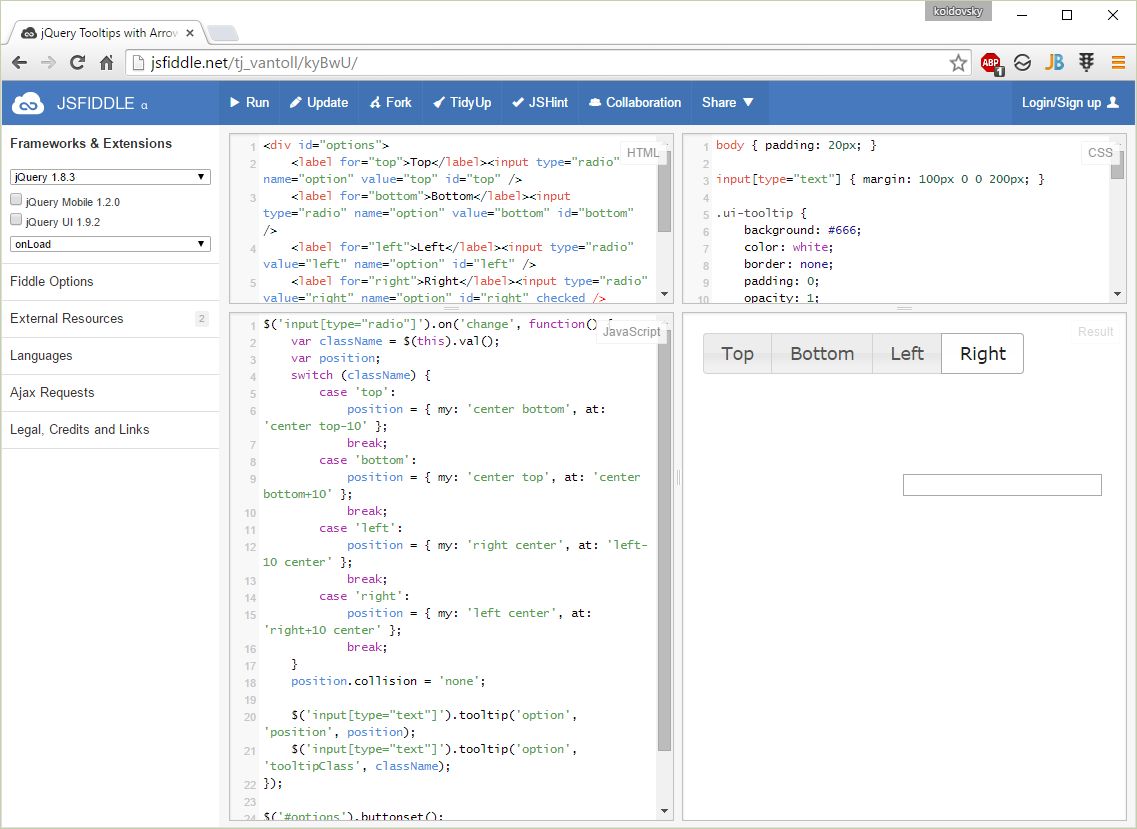 koldovsky
jQuery Tooltips with Arrow
jsfiddle.net/tj_vantoll/kyBwU/
ABP 1
JB
JSFIDDLE α
Run Update Fork TidyUp JSHint Collaboration Share Login/Sign up
Frameworks & Extensions
jQuery 1.8.3
jQuery Mobile 1.2.0
jQuery UI 1.9.2
onLoad
Fiddle Options
External Resources 2
Languages
Ajax Requests
Legal, Credits and Links
HTML
1 <div id="options">
2 <label for="top">Top</label><input type="radio"
name="option" value="top" id="top" />
3 <label for="bottom">Bottom</label><input
type="radio" name="option" value="bottom" id="bottom"
/>
4 <label for="left">Left</label><input type="radio"
value="left" name="option" id="left" />
5 <label for="right">Right</label><input type="radio"
value="right" name="option" id="right" checked />
CSS
1 body { padding: 20px; }
2
3 input[type="text"] { margin: 100px 0 0 200px; }
4
5 .ui-tooltip {
6 background: #666;
7 color: white;
8 border: none;
9 padding: 0;
10 opacity: 1;
JavaScript
1 $('input[type="radio"]').on('change', function() {
2 var className = $(this).val();
3 var position;
4 switch (className) {
5 case 'top':
6 position = { my: 'center bottom', at:
'center top-10' };
7 break;
8 case 'bottom':
9 position = { my: 'center top', at: 'center
bottom+10' };
10 break;
11 case 'left':
12 position = { my: 'right center', at: 'left-
10 center' };
13 break;
14 case 'right':
15 position = { my: 'left center', at:
'right+10 center' };
16 break;
17 }
18 position.collision = 'none';
19
20 $('input[type="text"]').tooltip('option',
'position', position);
21 $('input[type="text"]').tooltip('option',
'tooltipClass', className);
22 });
23
24 $('#options').buttonset();
Result
Top Bottom Left Right